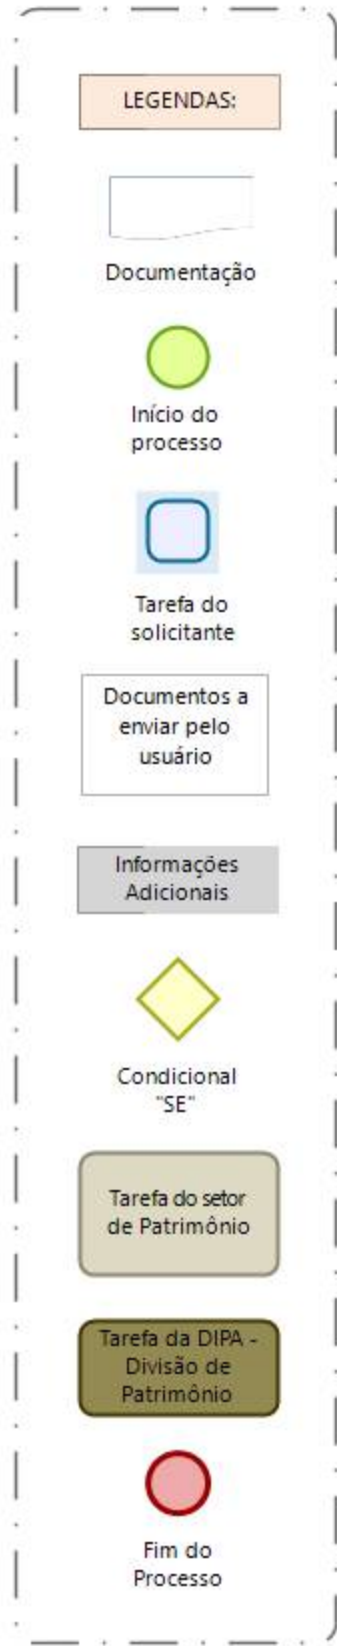 LEGENDAS:
Documentação
Início do
processo
Tarefa do
solicitante
Documentos a
enviar pelo
usuário
Informações
Adicionais
Condicional
"SE"
Tarefa do setor
de Patrimônio
Tarefa da DIPA -
Divisão de
Patrimônio
Fim do
Processo